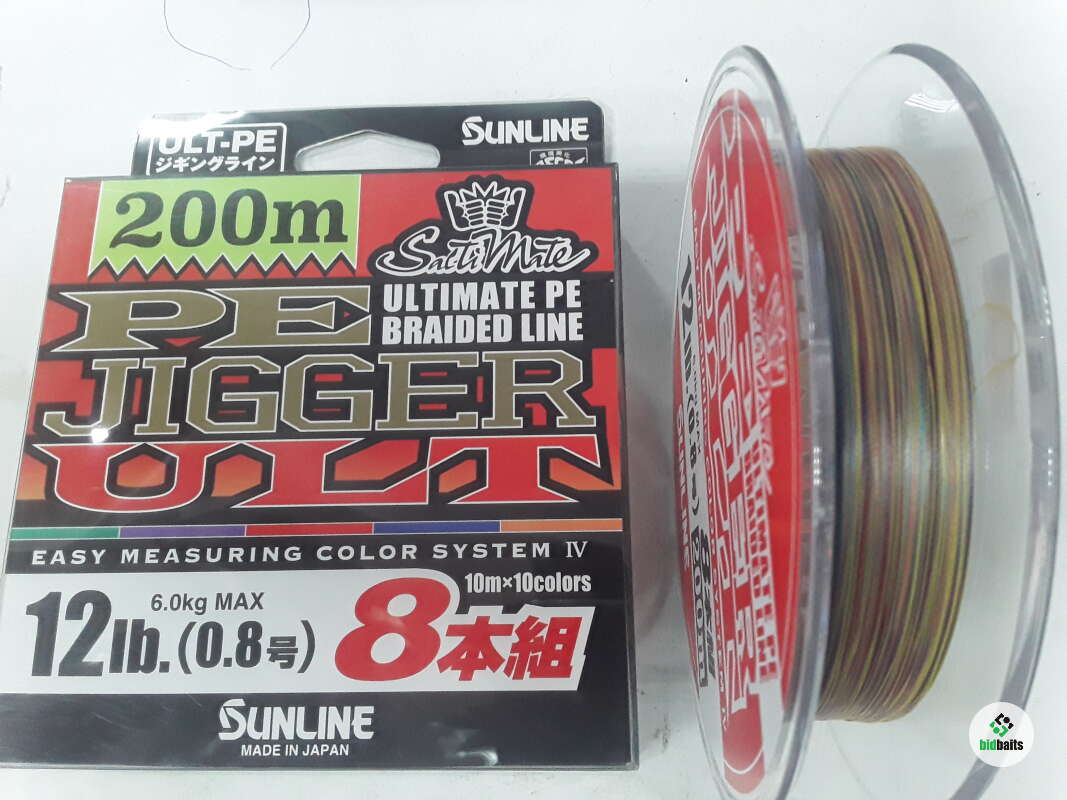 ULT-PE
ジギングライン
SUNLINE
200m
SaltiMate
PE
ULTIMATE PE
BRAIDED LINE
JIGGER
ULT
EASY MEASURING COLOR SYSTEM IV
10m×10colors
6.0kg MAX
12lb.(0.8号)
8本組
SUNLINE
MADE IN JAPAN
JIGGER
200m
bidbaits